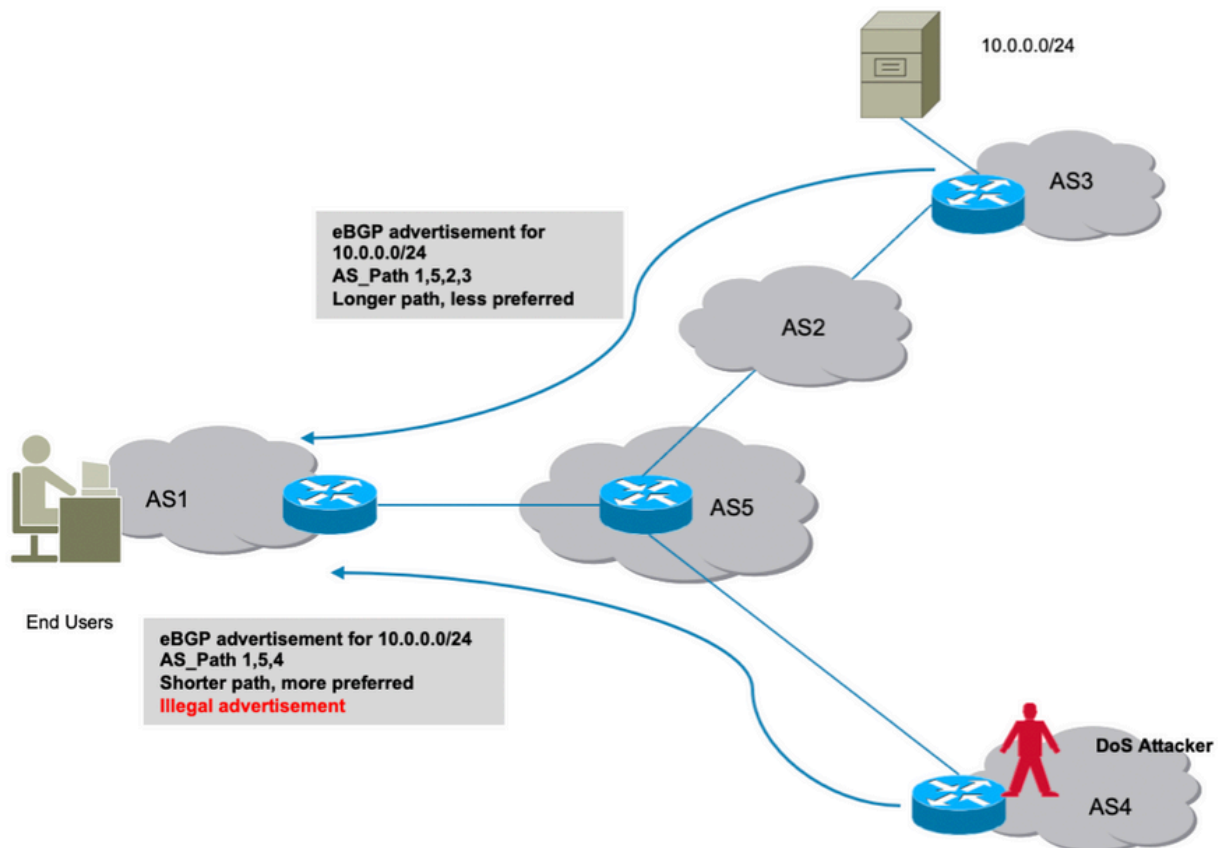 10.0.0.0/24
AS3
eBGP advertisement for
10.0.0.0/24
AS_Path 1,5,2,3
Longer path, less preferred
AS2
AS1
AS5
End Users
eBGP advertisement for 10.0.0.0/24
AS_Path 1,5,4
Shorter path, more preferred
Illegal advertisement
DoS Attacker
AS4